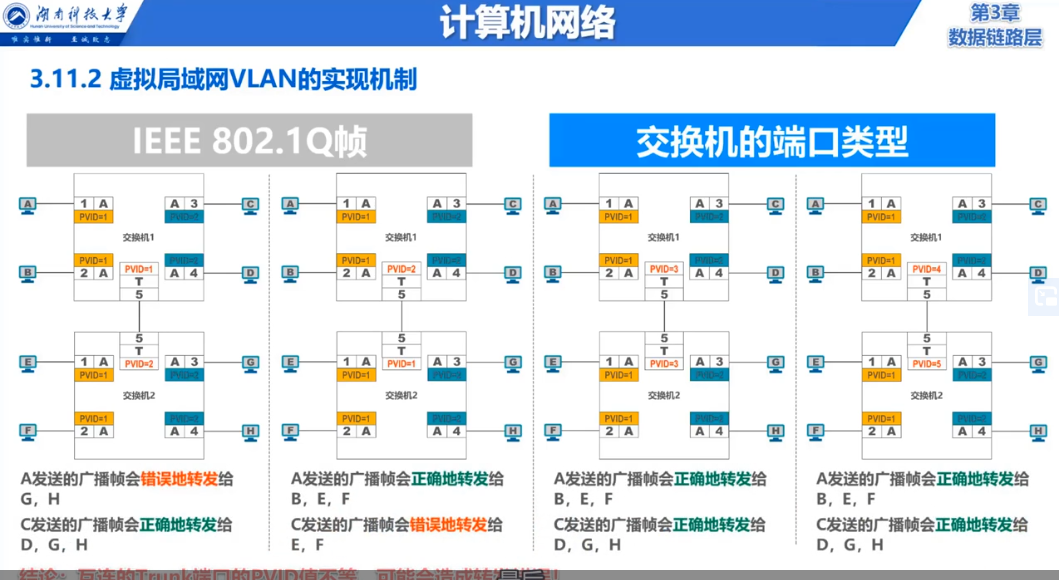 湖南科技大学
Hunan University of Science and Technology
唯实惟新 至诚致志
计算机网络
第3章
数据链路层
3.11.2 虚拟局域网VLAN的实现机制
IEEE 802.1Q帧
交换机的端口类型
A 1 A A 3 C
PVID=1 PVID=2
交换机1
PVID=1 PVID=2
B 2 A PVID=1 A 4 D
T
5
5
T
E 1 A PVID=2 A 3 G
PVID=1 PVID=2
交换机2
PVID=1 PVID=2
F 2 A A 4 H
A发送的广播帧会错误地转发给
G,H
C发送的广播帧会正确地转发给
D,G,H
A 1 A A 3 C
PVID=1 PVID=2
交换机1
PVID=1 PVID=2
B 2 A PVID=2 A 4 D
T
5
5
T
E 1 A PVID=1 A 3 G
PVID=1 PVID=2
交换机2
PVID=1 PVID=2
F 2 A A 4 H
A发送的广播帧会正确地转发给
B,E,F
C发送的广播帧会错误地转发给
E,F
A 1 A A 3 C
PVID=1 PVID=2
交换机1
PVID=1 PVID=2
B 2 A PVID=3 A 4 D
T
5
5
T
E 1 A PVID=3 A 3 G
PVID=1 PVID=2
交换机2
PVID=1 PVID=2
F 2 A A 4 H
A发送的广播帧会正确地转发给
B,E,F
C发送的广播帧会正确地转发给
D,G,H
A 1 A A 3 C
PVID=1 PVID=2
交换机1
PVID=1 PVID=2
B 2 A PVID=4 A 4 D
T
5
5
T
E 1 A PVID=5 A 3 G
PVID=1 PVID=2
交换机2
PVID=1 PVID=2
F 2 A A 4 H
A发送的广播帧会正确地转发给
B,E,F
C发送的广播帧会正确地转发给
D,G,H
结论:互连的Trunk端口的PVID值不等,可能会造成转发
最后